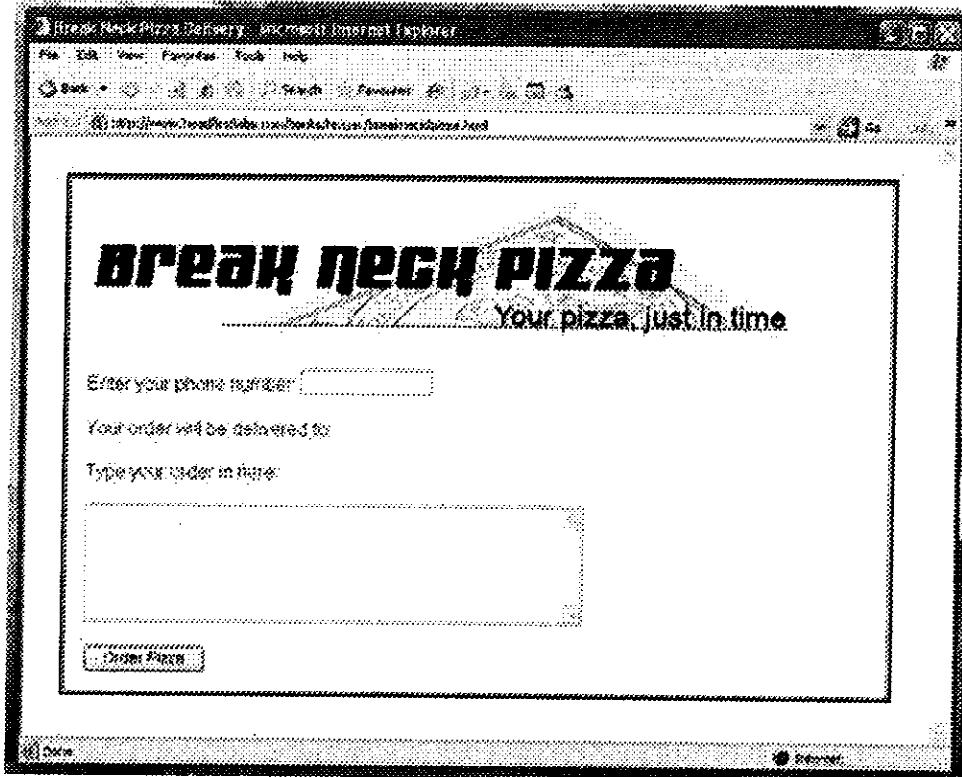 Break Neck Pizza Delivery - Microsoft Internet Explorer
File Edit View Favorites Tools Help
Back Search Favorites
Go
Break Neck Pizza
Your pizza, just in time
Enter your phone number:
Your order will be delivered to:
Type your order in here:
Order Pizza
Done Internet